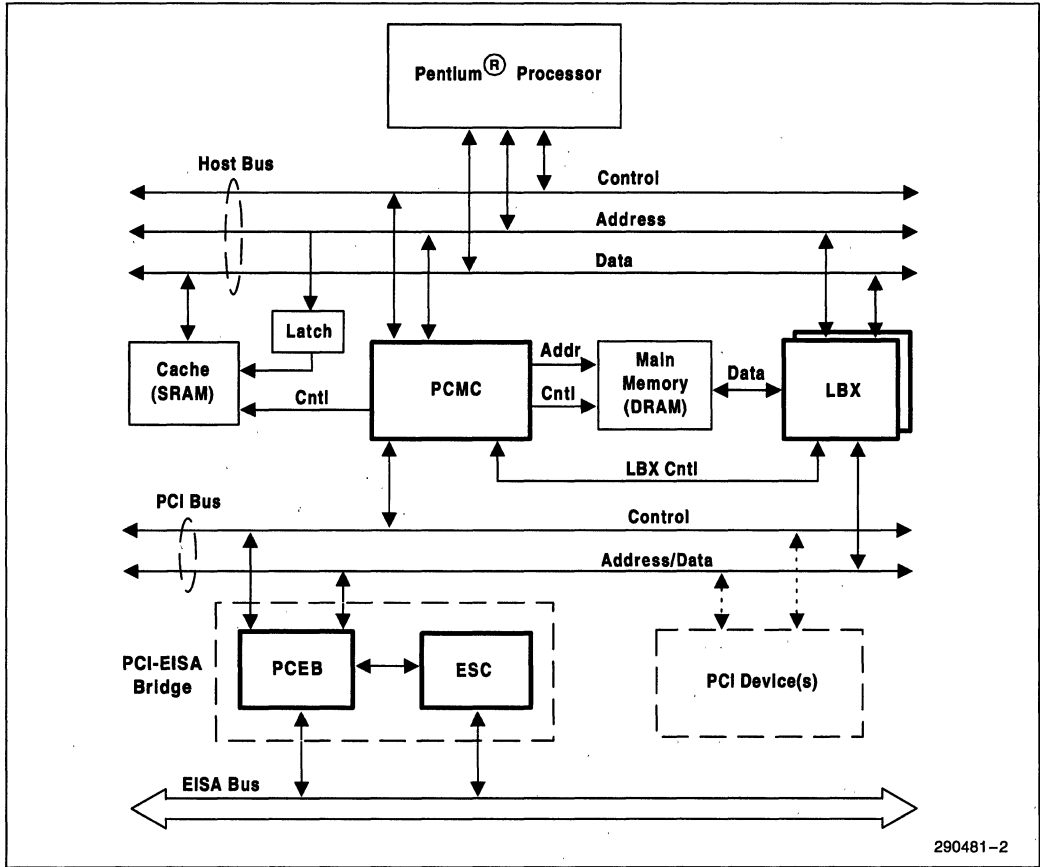 Pentium® Processor
Host Bus
Control
Address
Data
Latch
Cache
(SRAM)
Cntl
PCMC
Addr
Cntl
Main
Memory
(DRAM)
Data
LBX
LBX Cntl
PCI Bus
Control
Address/Data
PCI-EISA
Bridge
PCEB
ESC
PCI Device(s)
EISA Bus
290481-2